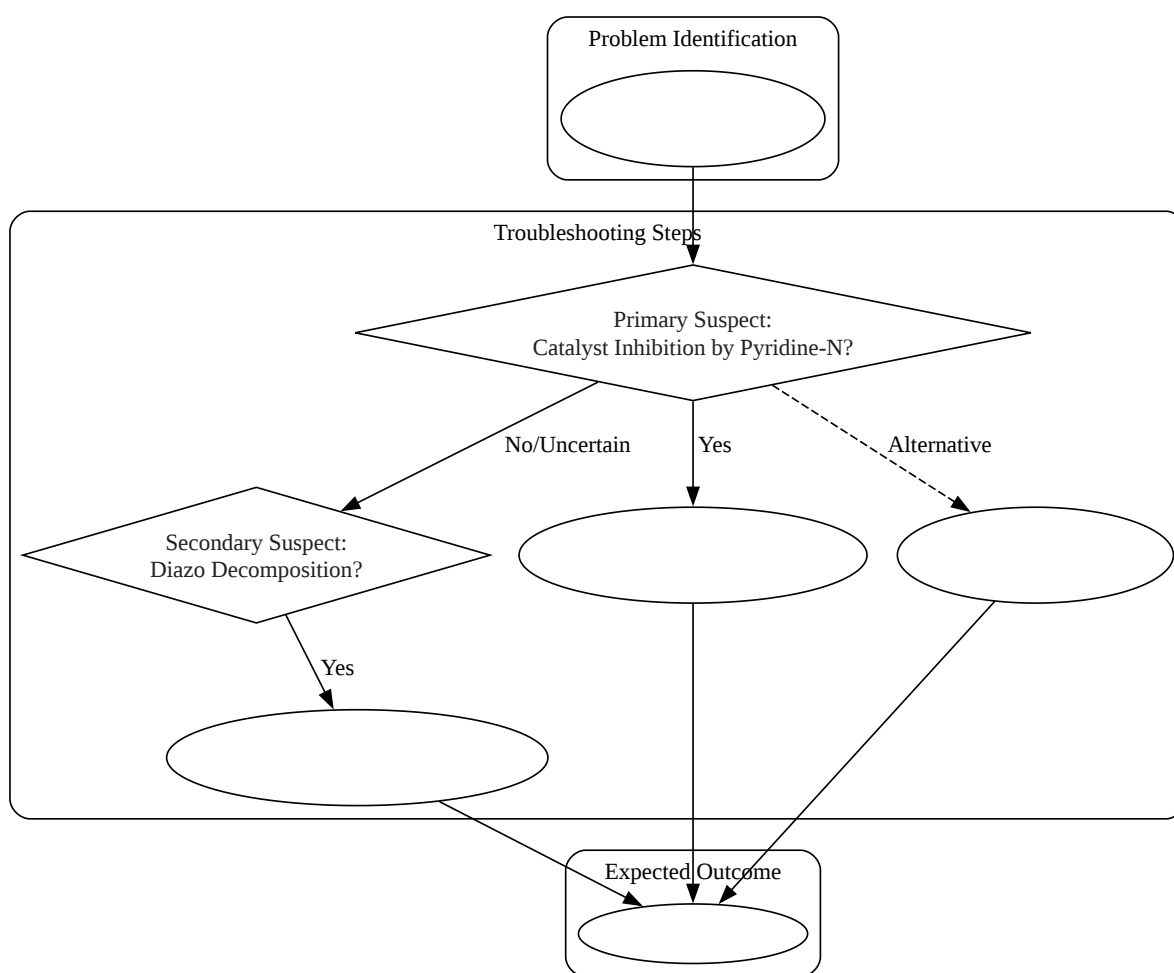 Problem Identification
Troubleshooting Steps
Primary Suspect:
Catalyst Inhibition by Pyridine-N?
No/Uncertain
Yes
Alternative
Secondary Suspect:
Diazo Decomposition?
Yes
Expected Outcome